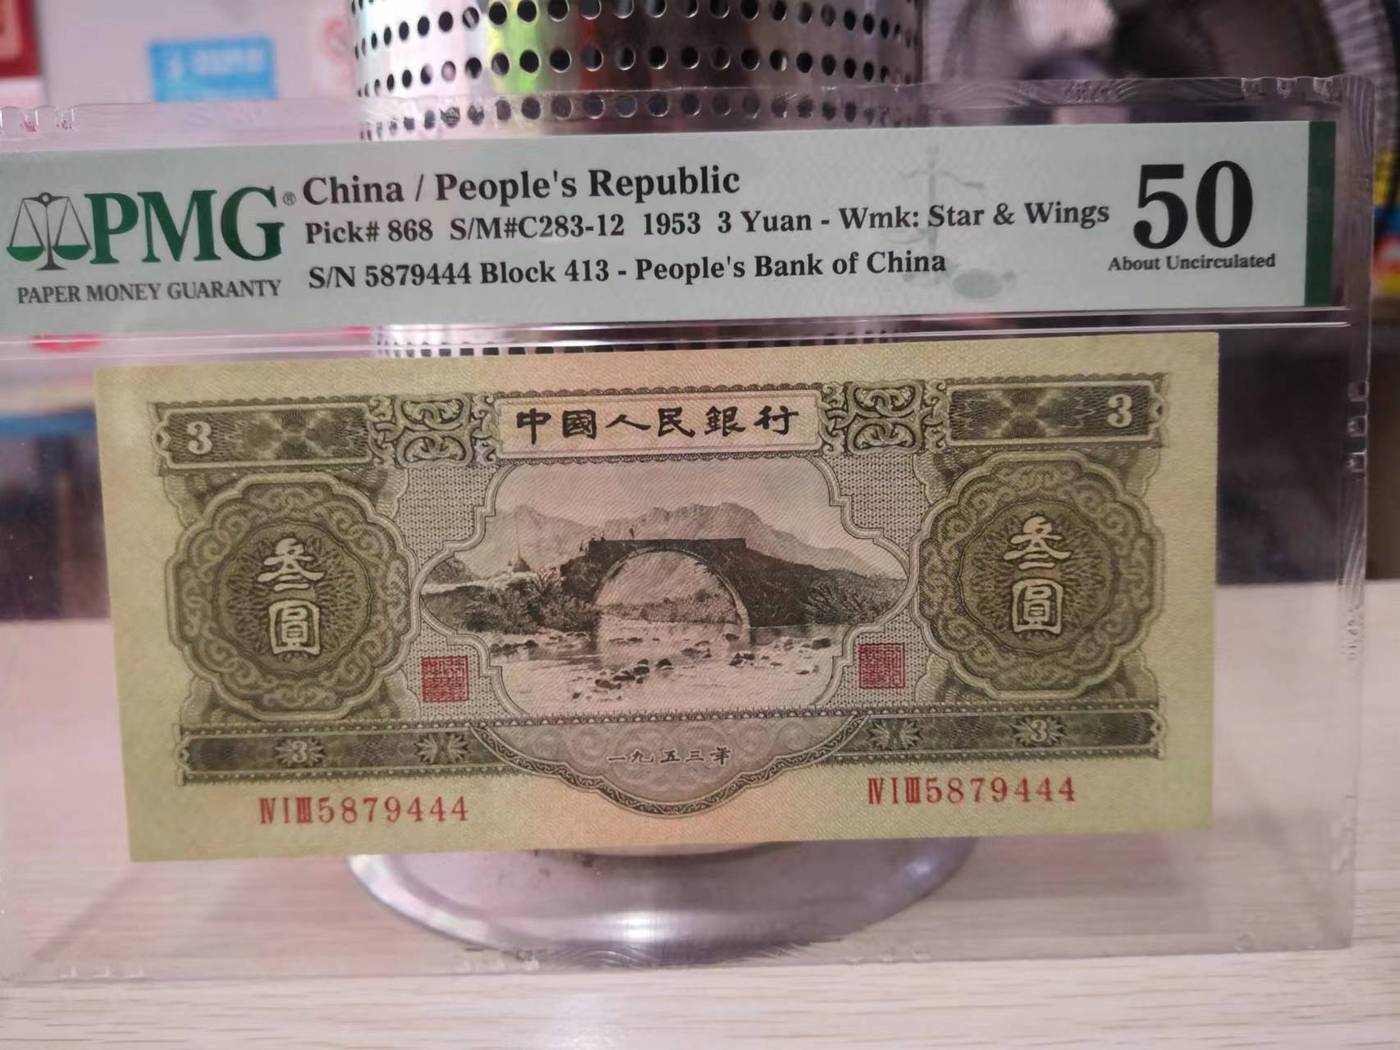 PMG®
PAPER MONEY GUARANTY
China / People's Republic
Pick# 868 S/M#C283-12 1953 3 Yuan - Wmk: Star & Wings
S/N 5879444 Block 413 - People's Bank of China
50
About Uncirculated
3
中國人民銀行
3
叁圓
叁圓
3
一九五三年
3
ⅣⅠⅢ5879444
ⅣⅠⅢ5879444